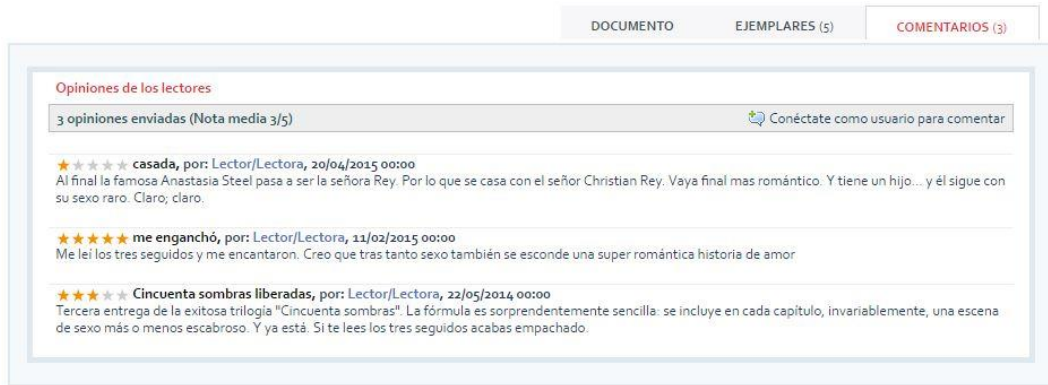 DOCUMENTO EJEMPLARES (5) COMENTARIOS (3)
Opiniones de los lectores
3 opiniones enviadas (Nota media 3/5) Conéctate como usuario para comentar
casada, por: Lector/Lectora, 20/04/2015 00:00
Al final la famosa Anastasia Steel pasa a ser la señora Rey. Por lo que se casa con el señor Christian Rey. Vaya final mas romántico. Y tiene un hijo... y él sigue con
su sexo raro. Claro; claro.
me enganchó, por: Lector/Lectora, 11/02/2015 00:00
Me leí los tres seguidos y me encantaron. Creo que tras tanto sexo también se esconde una super romántica historia de amor
Cincuenta sombras liberadas, por: Lector/Lectora, 22/05/2014 00:00
Tercera entrega de la exitosa trilogía "Cincuenta sombras". La fórmula es sorprendentemente sencilla: se incluye en cada capítulo, invariablemente, una escena
de sexo más o menos escabroso. Y ya está. Si te lees los tres seguidos acabas empachado.